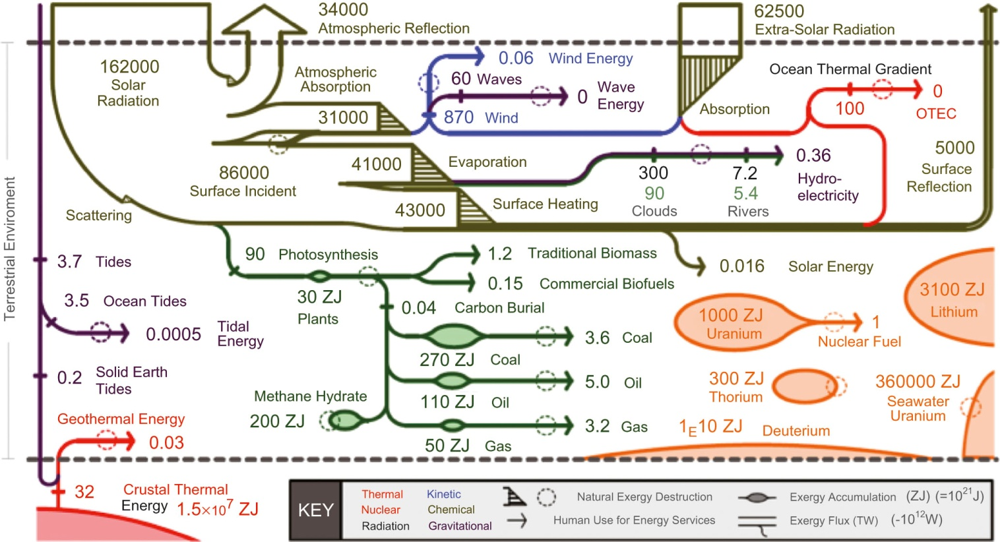 34000
Atmospheric Reflection
62500
Extra-Solar Radiation
162000
Solar
Radiation
Atmospheric
Absorption
31000
0.06 Wind Energy
60 Waves
0 Wave
Energy
870 Wind
Absorption
Ocean Thermal Gradient
100
0
OTEC
86000
Surface Incident
41000
Evaporation
43000
Surface Heating
300
90
Clouds
7.2
5.4
Rivers
0.36
Hydro-
electricity
5000
Surface
Reflection
Scattering
Terrestrial Enviroment
3.7 Tides
3.5 Ocean Tides
0.0005 Tidal
Energy
0.2 Solid Earth
Tides
Geothermal Energy
0.03
32 Crustal Thermal
Energy 1.5×10⁷ ZJ
90 Photosynthesis
30 ZJ
Plants
1.2 Traditional Biomass
0.15 Commercial Biofuels
0.04 Carbon Burial
3.6 Coal
270 ZJ Coal
5.0 Oil
110 ZJ Oil
Methane Hydrate
200 ZJ
3.2 Gas
50 ZJ Gas
0.016 Solar Energy
1000 ZJ
Uranium
1
Nuclear Fuel
3100 ZJ
Lithium
300 ZJ
Thorium
360000 ZJ
Seawater
Uranium
1E10 ZJ Deuterium
KEY
Thermal Kinetic
Nuclear Chemical
Radiation Gravitational
Natural Exergy Destruction
Human Use for Energy Services
Exergy Accumulation (ZJ) (=10²¹J)
Exergy Flux (TW) (-10¹²W)